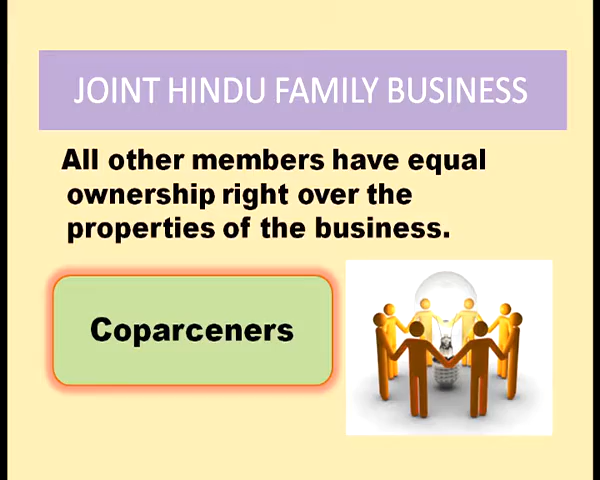 JOINT HINDU FAMILY BUSINESS
All other members have equal
ownership right over the
properties of the business.
Coparceners